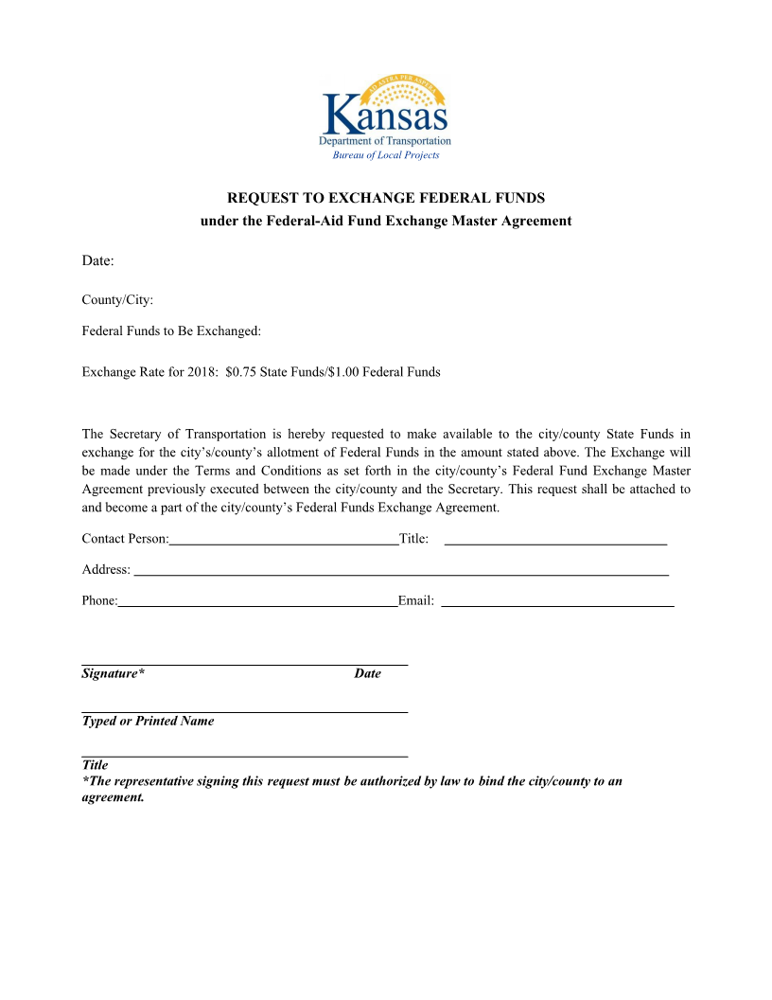 AD ASTRA PER ASPERA
Kansas
Department of Transportation
Bureau of Local Projects
REQUEST TO EXCHANGE FEDERAL FUNDS
under the Federal-Aid Fund Exchange Master Agreement
Date:
County/City:
Federal Funds to Be Exchanged:
Exchange Rate for 2018:  $0.75 State Funds/$1.00 Federal Funds
The Secretary of Transportation is hereby requested to make available to the city/county State Funds in
exchange for the city’s/county’s allotment of Federal Funds in the amount stated above. The Exchange will
be made under the Terms and Conditions as set forth in the city/county’s Federal Fund Exchange Master
Agreement previously executed between the city/county and the Secretary. This request shall be attached to
and become a part of the city/county’s Federal Funds Exchange Agreement.
Contact Person: Title:
Address:
Phone: Email:
Signature* Date
Typed or Printed Name
Title
*The representative signing this request must be authorized by law to bind the city/county to an
agreement.